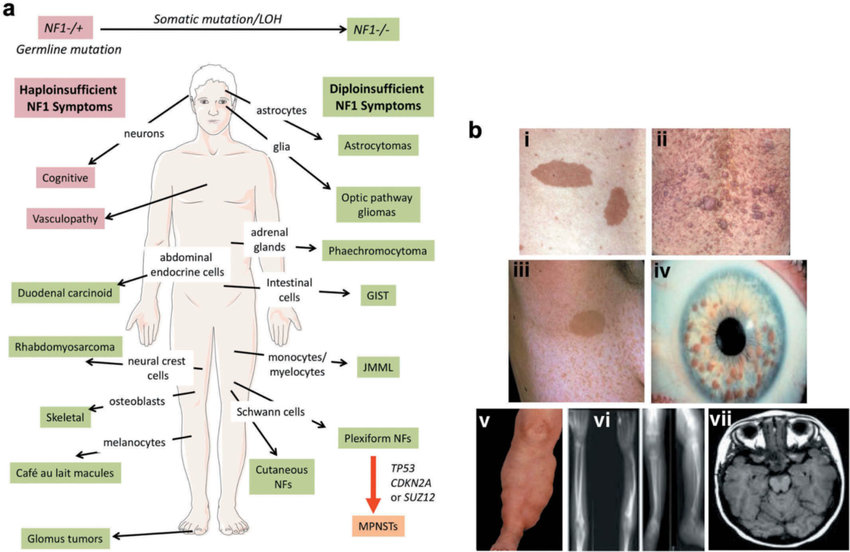 a
NF1-/+
Somatic mutation/LOH
NF1-/-
Germline mutation
Haploinsufficient
NF1 Symptoms
Diploinsufficient
NF1 Symptoms
neurons
astrocytes
glia
Cognitive
Astrocytomas
Vasculopathy
Optic pathway
gliomas
adrenal
glands
Phaechromocytoma
abdominal
endocrine cells
Duodenal carcinoid
Intestinal
cells
GIST
Rhabdomyosarcoma
neural crest
cells
monocytes/
myelocytes
JMML
osteoblasts
Skeletal
Schwann cells
melanocytes
Plexiform NFs
Café au lait macules
Cutaneous
NFs
TP53
CDKN2A
or SUZ12
MPNSTs
Glomus tumors
b
i
ii
iii
iv
v
vi
vii